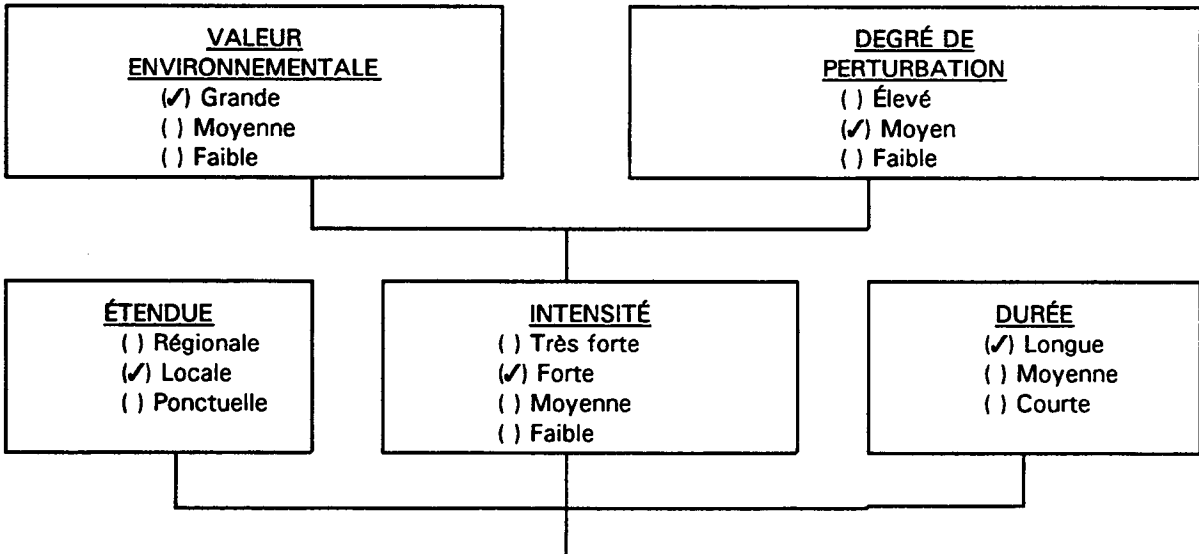 VALEUR
ENVIRONNEMENTALE
(✓) Grande
( ) Moyenne
( ) Faible
DEGRÉ DE
PERTURBATION
( ) Élevé
(✓) Moyen
( ) Faible
ÉTENDUE
( ) Régionale
(✓) Locale
( ) Ponctuelle
INTENSITÉ
( ) Très forte
(✓) Forte
( ) Moyenne
( ) Faible
DURÉE
(✓) Longue
( ) Moyenne
( ) Courte